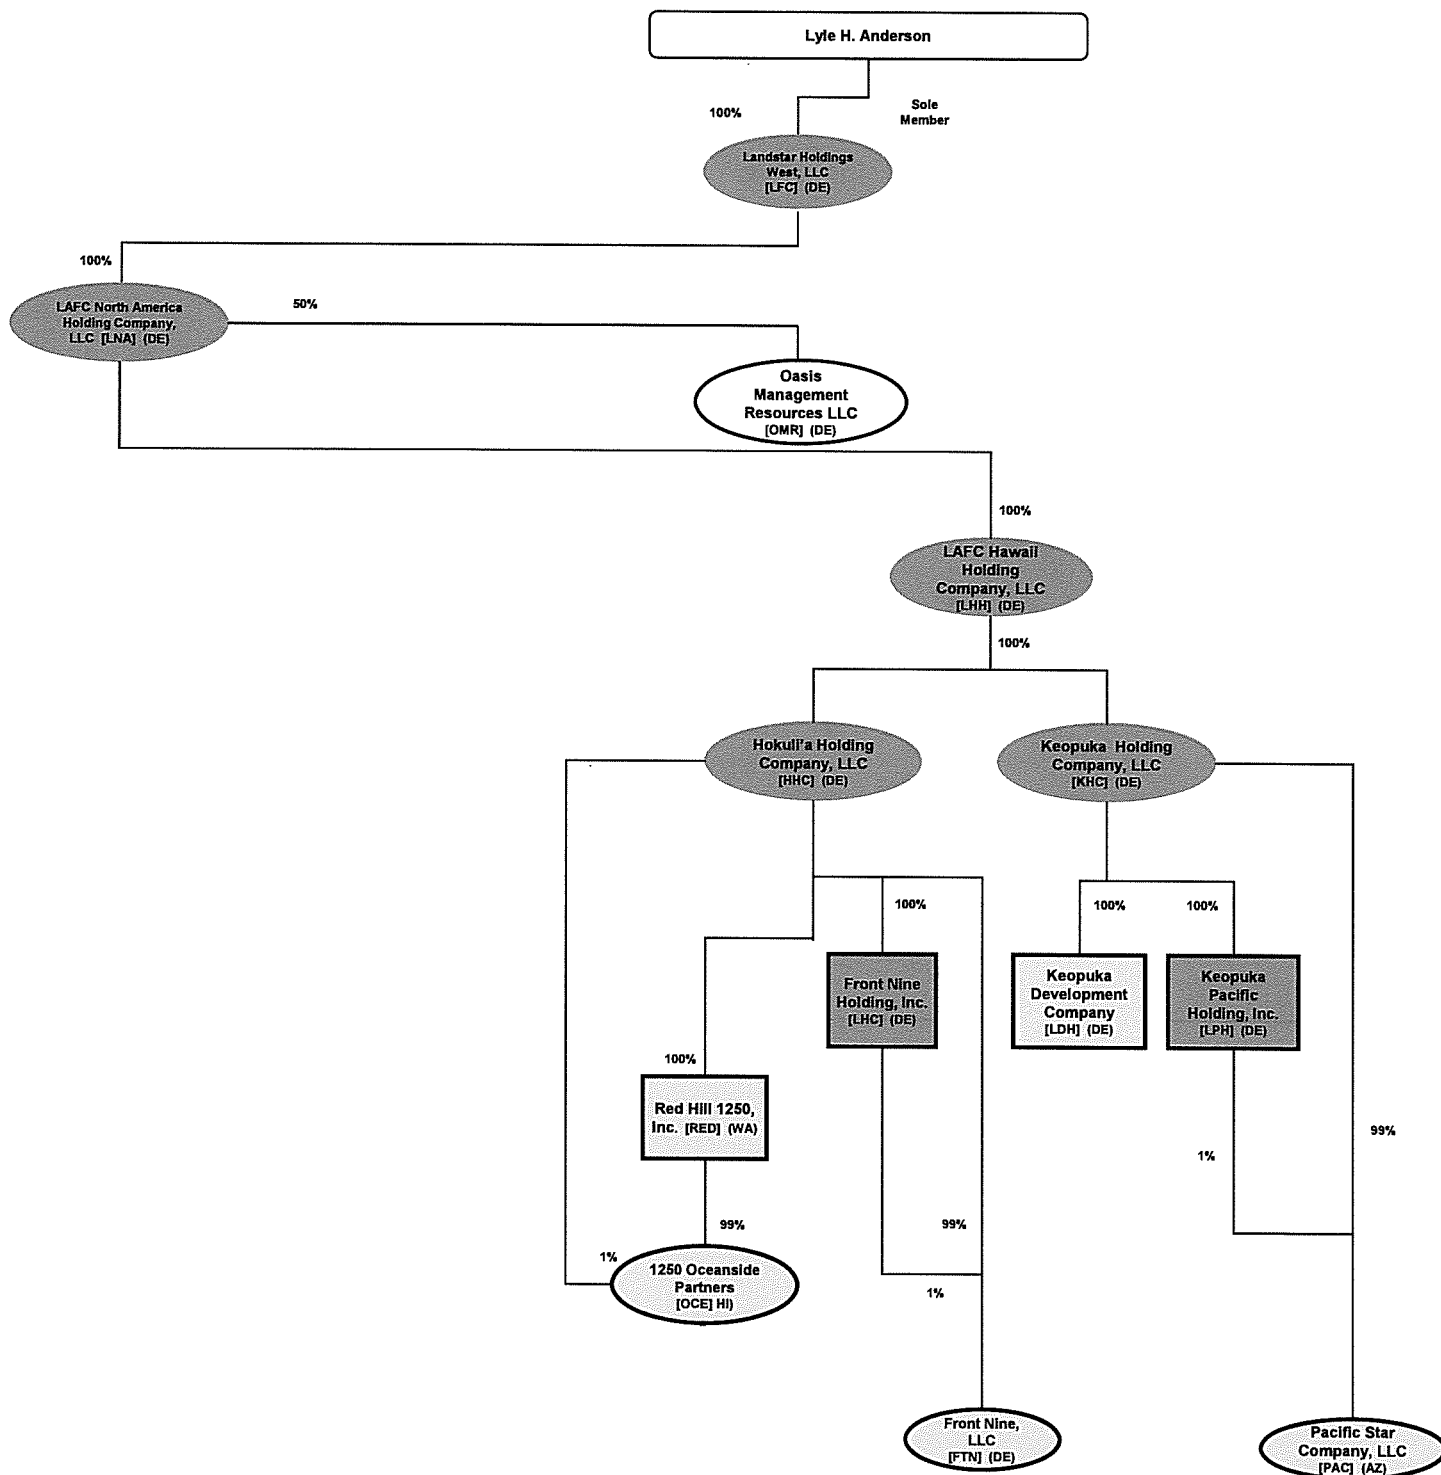 Lyle H. Anderson
100%
Sole
Member
Landstar Holdings
West, LLC
[LFC] (DE)
100%
LAFC North America
Holding Company,
LLC [LNA] (DE)
50%
Oasis
Management
Resources LLC
[OMR] (DE)
100%
LAFC Hawaii
Holding
Company, LLC
[LHH] (DE)
100%
Hokuli'a Holding
Company, LLC
[HHC] (DE)
Keopuka Holding
Company, LLC
[KHC] (DE)
100%
100%
100%
Front Nine
Holding, Inc.
[LHC] (DE)
Keopuka
Development
Company
[LDH] (DE)
Keopuka
Pacific
Holding, Inc.
[LPH] (DE)
100%
Red Hill 1250,
Inc. [RED] (WA)
99%
1%
99%
99%
1%
1250 Oceanside
Partners
[OCE] HI)
1%
Front Nine,
LLC
[FTN] (DE)
Pacific Star
Company, LLC
[PAC] (AZ)